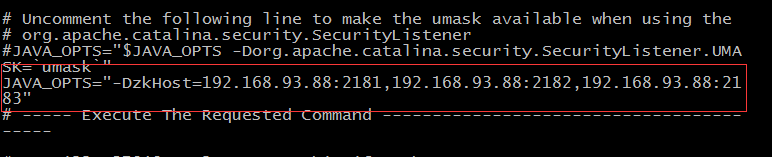 # Uncomment the following line to make the umask available when using the
# org.apache.catalina.security.SecurityListener
#JAVA_OPTS="$JAVA_OPTS -Dorg.apache.catalina.security.SecurityListener.UMA
SK=`umask`"
JAVA_OPTS="-DzkHost=192.168.93.88:2181,192.168.93.88:2182,192.168.93.88:21
83"
# ----- Execute The Requested Command ------------------------------------
-----